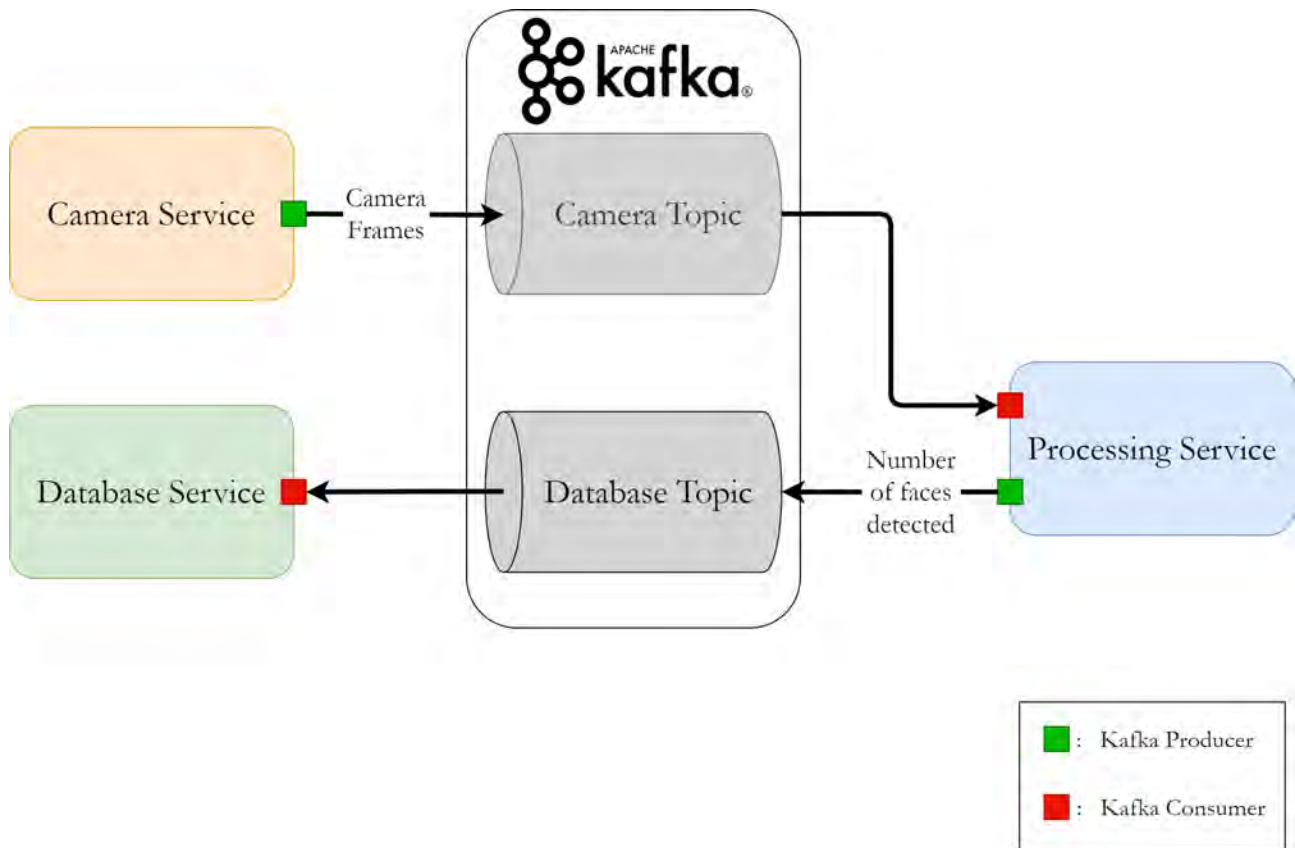 APACHE
kafka®
Camera Service
Camera
Frames
Camera Topic
Database Service
Database Topic
Number
of faces
detected
Processing Service
: Kafka Producer
: Kafka Consumer